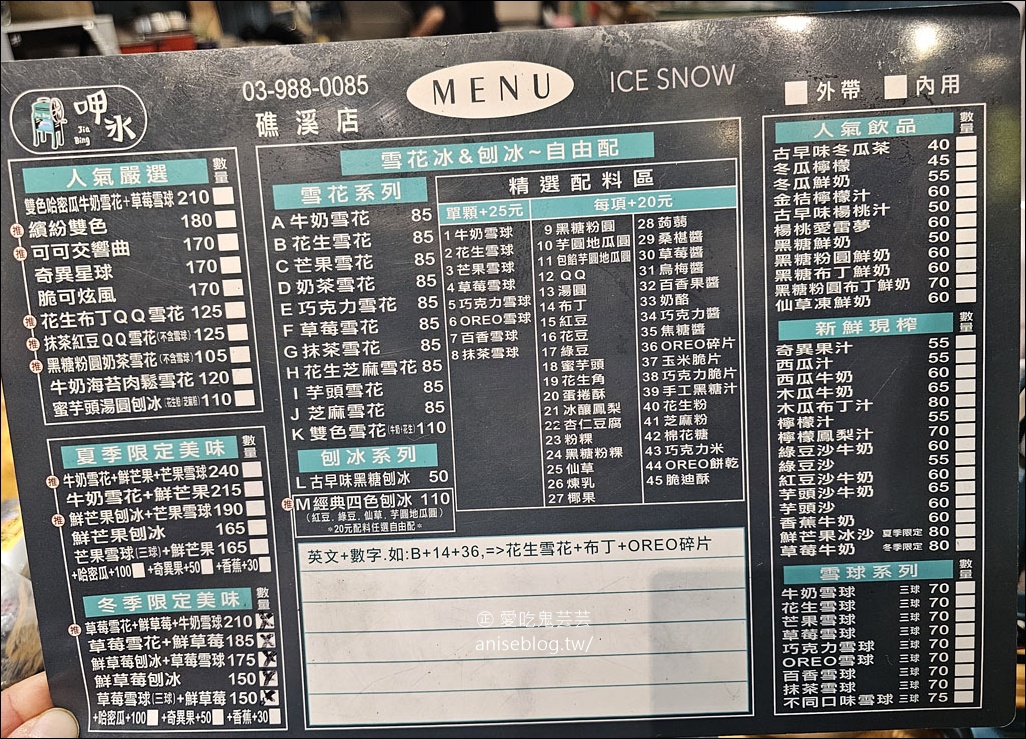 呷冰
Jia
Bing
03-988-0085
礁溪店
MENU
ICE SNOW
外帶
內用
人氣嚴選
數量
雙色哈密瓜牛奶雪花+草莓雪球 210
推 繽紛雙色 180
推 可可交響曲 170
奇異星球 170
脆可炫風 170
推 花生布丁QQ雪花 125
推 抹茶紅豆QQ雪花(不含雪球) 125
推 黑糖粉圓奶茶雪花(不含雪球) 105
牛奶海苔肉鬆雪花 120
蜜芋頭湯圓刨冰(花生粉/芝麻粉) 110
夏季限定美味
數量
推 牛奶雪花+鮮芒果+芒果雪球 240
牛奶雪花+鮮芒果 215
推 鮮芒果刨冰+芒果雪球 190
鮮芒果刨冰 165
芒果雪球(三球)+鮮芒果 165
+哈密瓜+100 +奇異果+50 +香蕉+30
冬季限定美味
數量
推 草莓雪花+鮮草莓+牛奶雪球 210
草莓雪花+鮮草莓 185
鮮草莓刨冰+草莓雪球 175
鮮草莓刨冰 150
草莓雪球(三球)+鮮草莓 150
+哈密瓜+100 +奇異果+50 +香蕉+30
雪花冰&刨冰~自由配
雪花系列
A 牛奶雪花 85
B 花生雪花 85
C 芒果雪花 85
D 奶茶雪花 85
E 巧克力雪花 85
F 草莓雪花 85
G 抹茶雪花 85
H 花生芝麻雪花 85
I 芋頭雪花 85
J 芝麻雪花 85
K 雙色雪花(牛奶/花生) 110
刨冰系列
L 古早味黑糖刨冰 50
推 M 經典四色刨冰 110
(紅豆.綠豆.仙草.芋圓地瓜圓)
*20元配料任選自由配*
精選配料區
單顆+25元
1 牛奶雪球
2 花生雪球
3 芒果雪球
4 草莓雪球
5 巧克力雪球
6 OREO雪球
7 百香雪球
8 抹茶雪球
每項+20元
9 黑糖粉圓
10 芋圓地瓜圓
11 包餡芋圓地瓜圓
12 QQ
13 湯圓
14 布丁
15 紅豆
16 花豆
17 綠豆
18 蜜芋頭
19 花生角
20 蛋捲酥
21 冰釀鳳梨
22 杏仁豆腐
23 粉粿
24 黑糖粉粿
25 仙草
26 煉乳
27 椰果
28 蒟蒻
29 桑椹醬
30 草莓醬
31 烏梅醬
32 百香果醬
33 奶酪
34 巧克力醬
35 焦糖醬
36 OREO碎片
37 玉米脆片
38 巧克力脆片
39 手工黑糖汁
40 花生粉
41 芝麻粉
42 棉花糖
43 巧克力米
44 OREO餅乾
45 脆迪酥
英文+數字.如:B+14+36,=>花生雪花+布丁+OREO碎片
愛吃鬼芸芸
aniseblog.tw/
人氣飲品
數量
古早味冬瓜茶 40
冬瓜檸檬 45
冬瓜鮮奶 50
金桔檸檬汁 60
古早味楊桃汁 50
楊桃愛雷夢 60
黑糖鮮奶 50
黑糖粉圓鮮奶 60
黑糖布丁鮮奶 60
黑糖粉圓布丁鮮奶 70
仙草凍鮮奶 60
新鮮現榨
數量
奇異果汁 55
西瓜汁 55
西瓜牛奶 60
木瓜牛奶 65
木瓜布丁汁 80
檸檬汁 55
檸檬鳳梨汁 70
綠豆沙牛奶 60
綠豆沙 55
芋頭沙牛奶 65
芋頭沙 60
香蕉牛奶 60
鮮芒果冰沙 夏季限定 80
草莓牛奶 冬季限定 80
雪球系列
數量
牛奶雪球 三球 70
花生雪球 三球 70
芒果雪球 三球 70
草莓雪球 三球 70
巧克力雪球 三球 70
OREO雪球 三球 70
百香雪球 三球 70
抹茶雪球 三球 70
不同口味雪球 三球 75